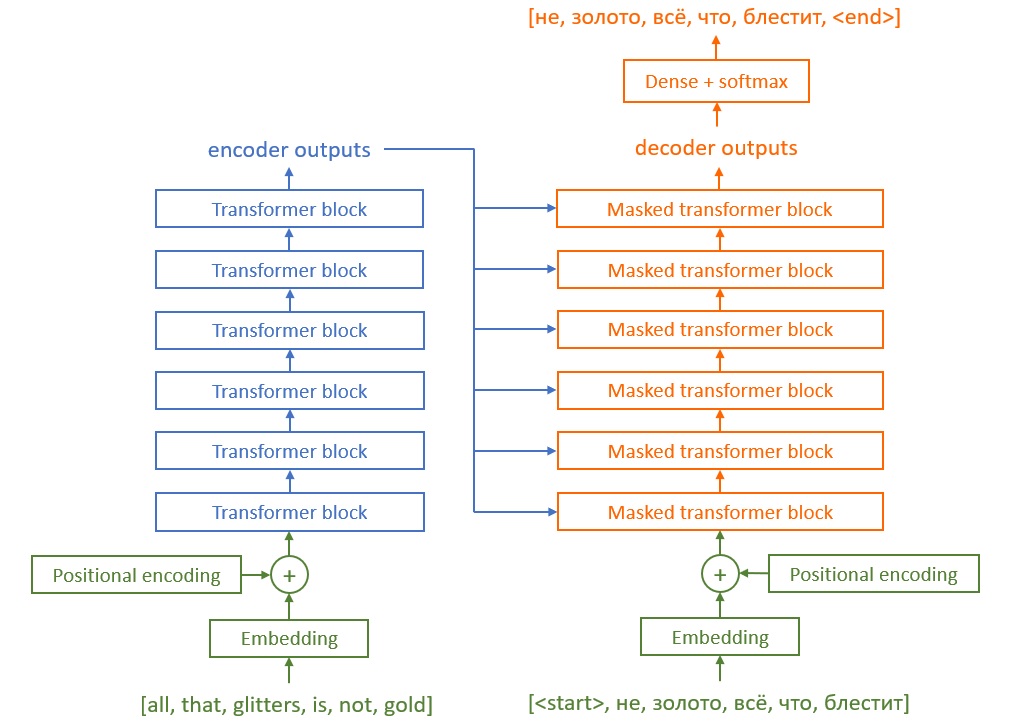 [не, золото, всё, что, блестит, <end>]
Dense + softmax
encoder outputs
decoder outputs
Transformer block
Masked transformer block
Transformer block
Masked transformer block
Transformer block
Masked transformer block
Transformer block
Masked transformer block
Transformer block
Masked transformer block
Transformer block
Masked transformer block
Positional encoding
+
+
Positional encoding
Embedding
Embedding
[all, that, glitters, is, not, gold]
[<start>, не, золото, всё, что, блестит]